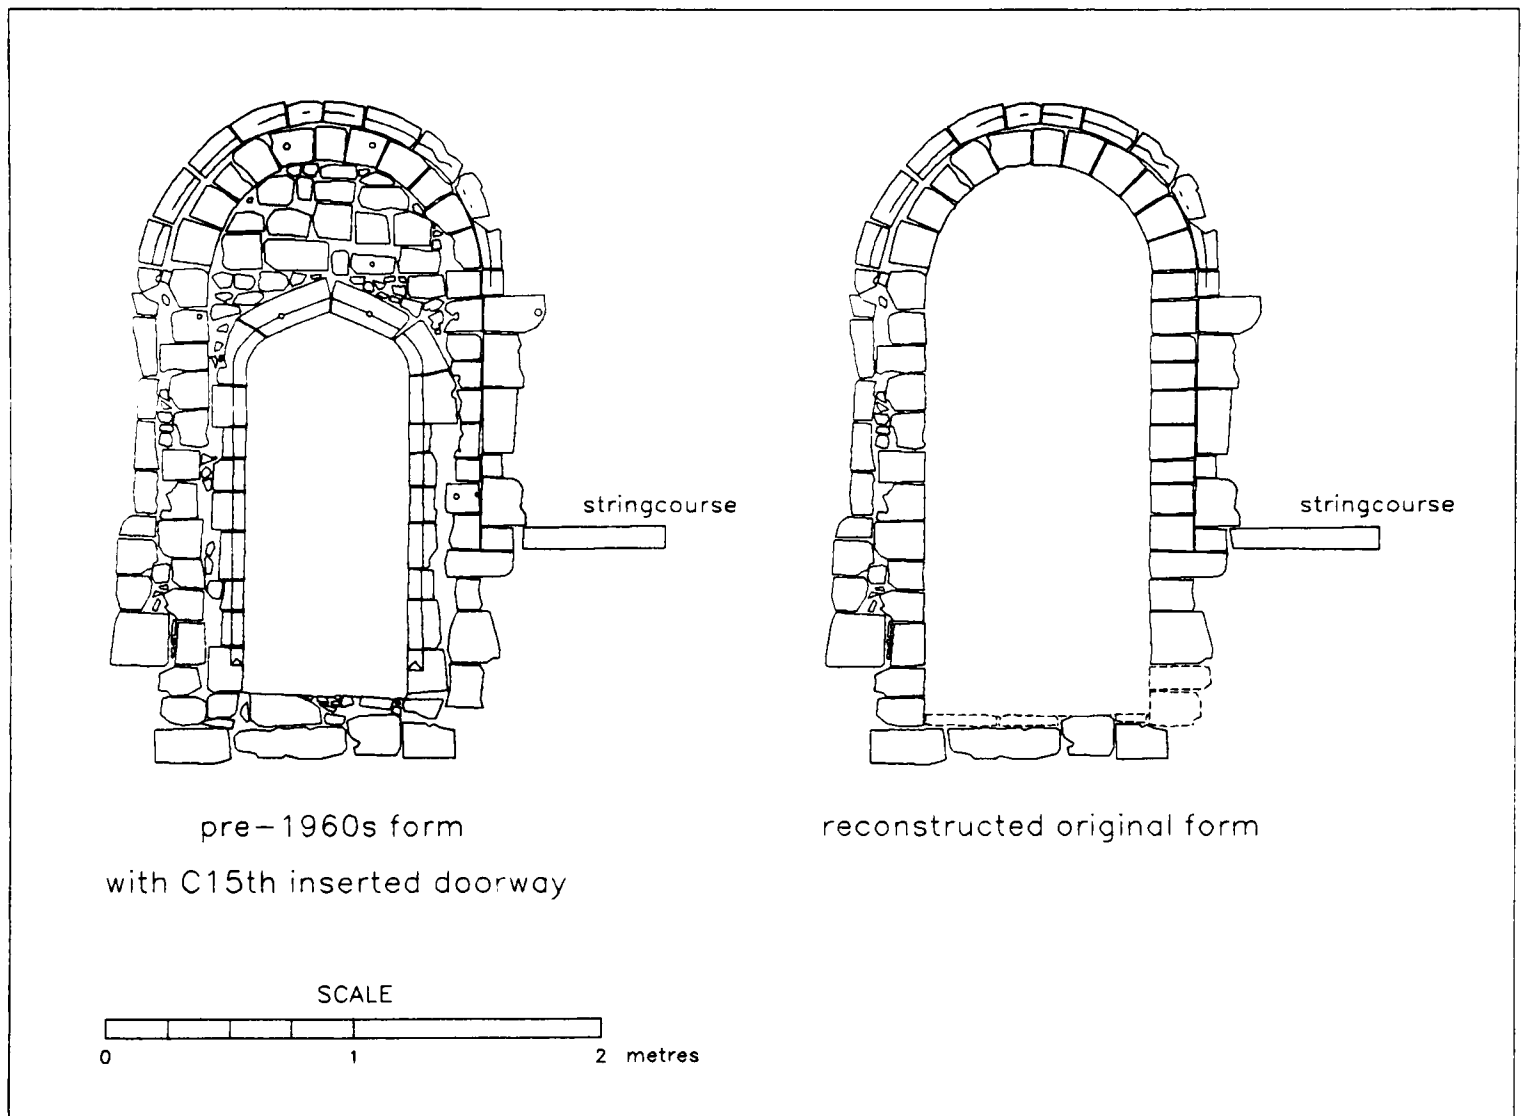 stringcourse
stringcourse
pre-1960s form
with C15th inserted doorway
reconstructed original form
SCALE
0 1 2 metres